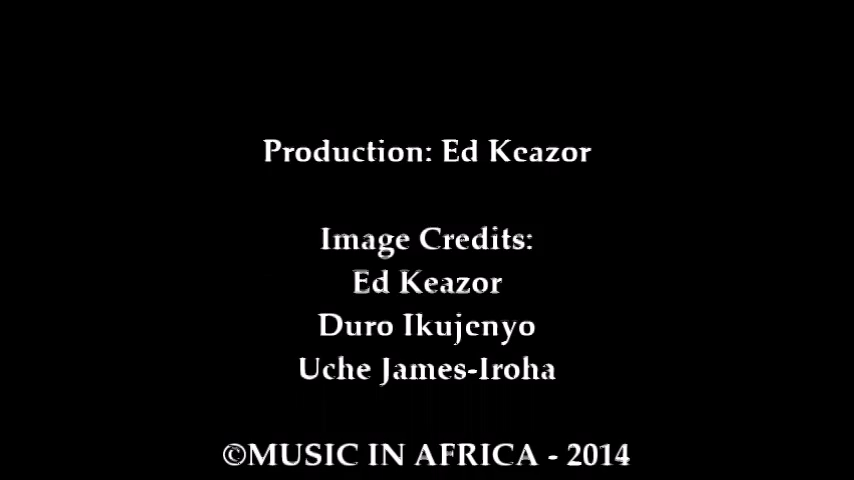 Production: Ed Keazor
Image Credits:
Ed Keazor
Duro Ikujenyo
Uche James-Iroha
©MUSIC IN AFRICA - 2014